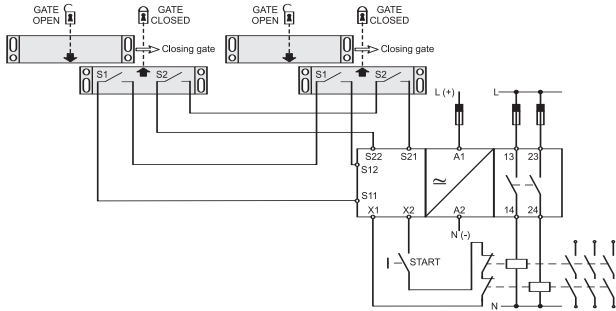 GATE OPEN
GATE CLOSED
GATE OPEN
GATE CLOSED
Closing gate
Closing gate
S1 S2
S1 S2
L (+)
L
S22 S21 A1 13 23
S12
≅
S11
X1 X2 A2 14 24
N (-)
START
N